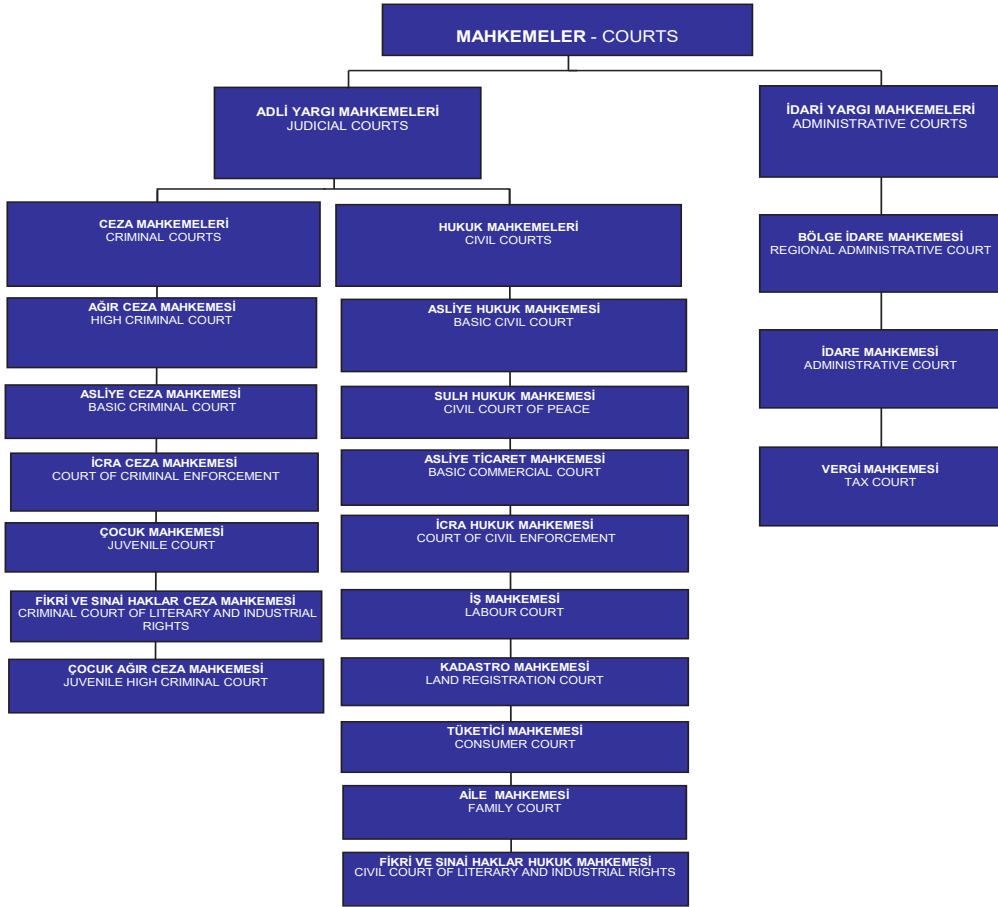 MAHKEMELER - COURTS
ADLİ YARGI MAHKEMELERİ
JUDICIAL COURTS
İDARİ YARGI MAHKEMELERİ
ADMINISTRATIVE COURTS
CEZA MAHKEMELERİ
CRIMINAL COURTS
AĞIR CEZA MAHKEMESİ
HIGH CRIMINAL COURT
ASLİYE CEZA MAHKEMESİ
BASIC CRIMINAL COURT
İCRA CEZA MAHKEMESİ
COURT OF CRIMINAL ENFORCEMENT
ÇOCUK MAHKEMESİ
JUVENILE COURT
FİKRİ VE SINAİ HAKLAR CEZA MAHKEMESİ
CRIMINAL COURT OF LITERARY AND INDUSTRIAL
RIGHTS
ÇOCUK AĞIR CEZA MAHKEMESİ
JUVENILE HIGH CRIMINAL COURT
HUKUK MAHKEMELERİ
CIVIL COURTS
ASLİYE HUKUK MAHKEMESİ
BASIC CIVIL COURT
SULH HUKUK MAHKEMESİ
CIVIL COURT OF PEACE
ASLİYE TİCARET MAHKEMESİ
BASIC COMMERCIAL COURT
İCRA HUKUK MAHKEMESİ
COURT OF CIVIL ENFORCEMENT
İŞ MAHKEMESİ
LABOUR COURT
KADASTRO MAHKEMESİ
LAND REGISTRATION COURT
TÜKETİCİ MAHKEMESİ
CONSUMER COURT
AİLE MAHKEMESİ
FAMILY COURT
FİKRİ VE SINAİ HAKLAR HUKUK MAHKEMESİ
CIVIL COURT OF LITERARY AND INDUSTRIAL RIGHTS
BÖLGE İDARE MAHKEMESİ
REGIONAL ADMINISTRATIVE COURT
İDARE MAHKEMESİ
ADMINISTRATIVE COURT
VERGİ MAHKEMESİ
TAX COURT